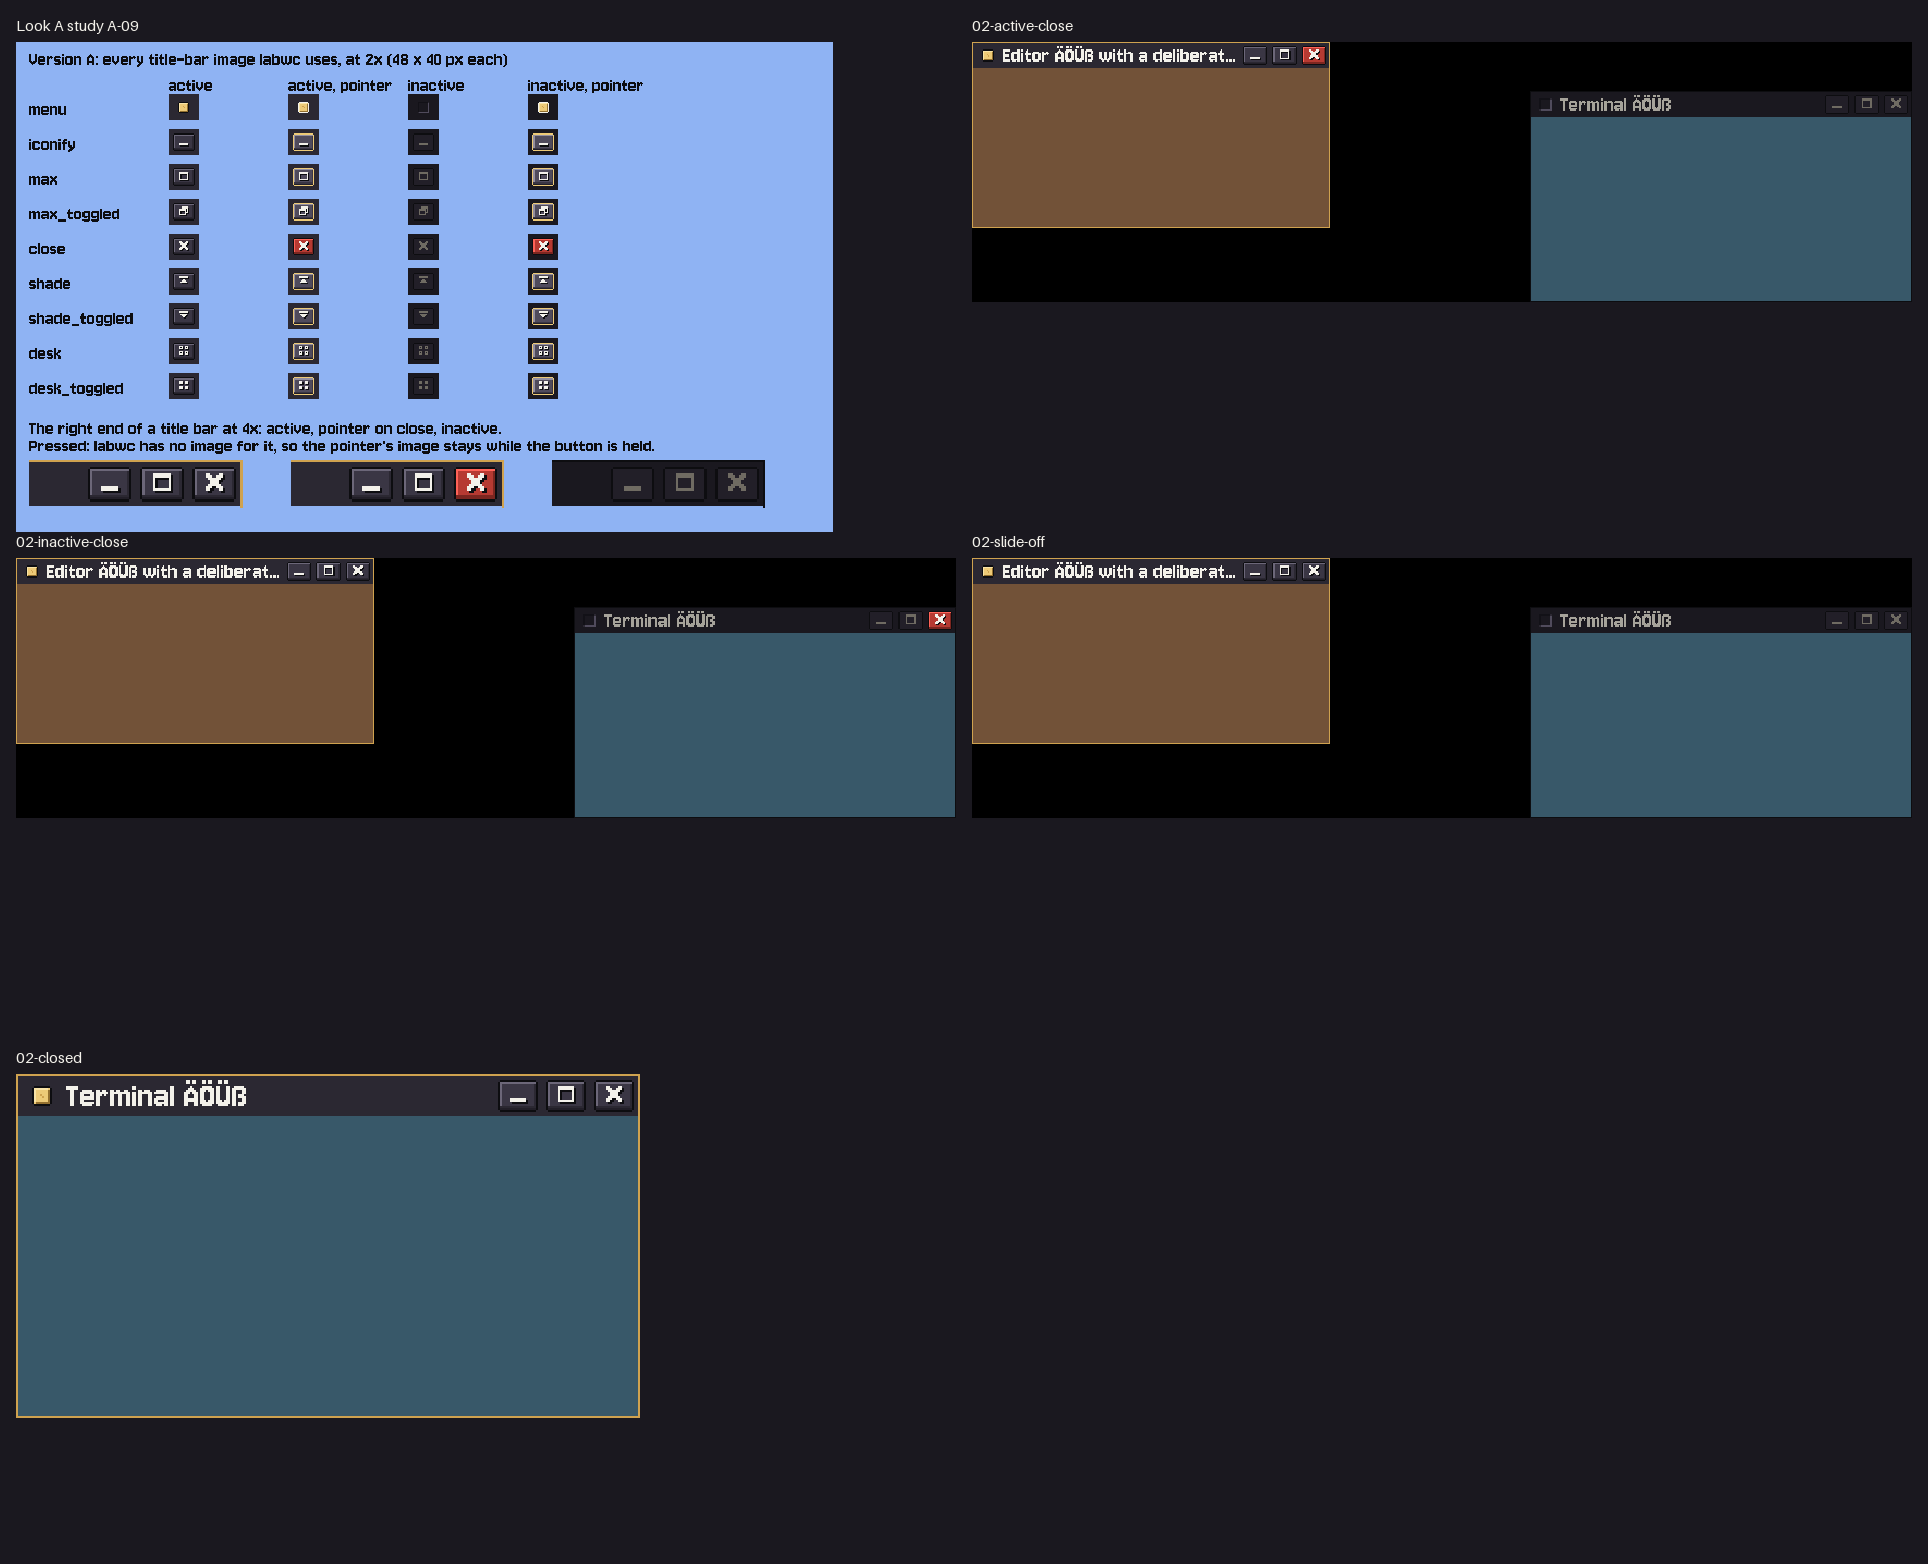 Look A study A-09
Version A: every title-bar image labwc uses, at 2x (48 x 40 px each)
active active, pointer inactive inactive, pointer
menu
iconify
max
max_toggled
close
shade
shade_toggled
desk
desk_toggled
The right end of a title bar at 4x: active, pointer on close, inactive.
Pressed: labwc has no image for it, so the pointer's image stays while the button is held.
02-active-close
Editor ÄÖÜß with a deliberat...
Terminal ÄÖÜß
02-inactive-close
Editor ÄÖÜß with a deliberat...
Terminal ÄÖÜß
02-slide-off
Editor ÄÖÜß with a deliberat...
Terminal ÄÖÜß
02-closed
Terminal ÄÖÜß